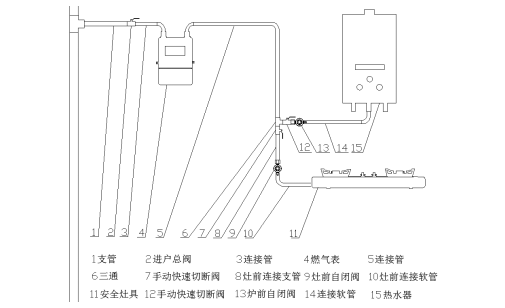 12 13 14 15
1 2 3 4 5 6 7 8 9 10 11
1支管 2进户总阀 3连接管 4燃气表 5连接管
6三通 7手动快速切断阀 8灶前连接支管 9灶前自闭阀 10灶前连接软管
11安全灶具 12手动快速切断阀 13炉前自闭阀 14连接软管 15热水器